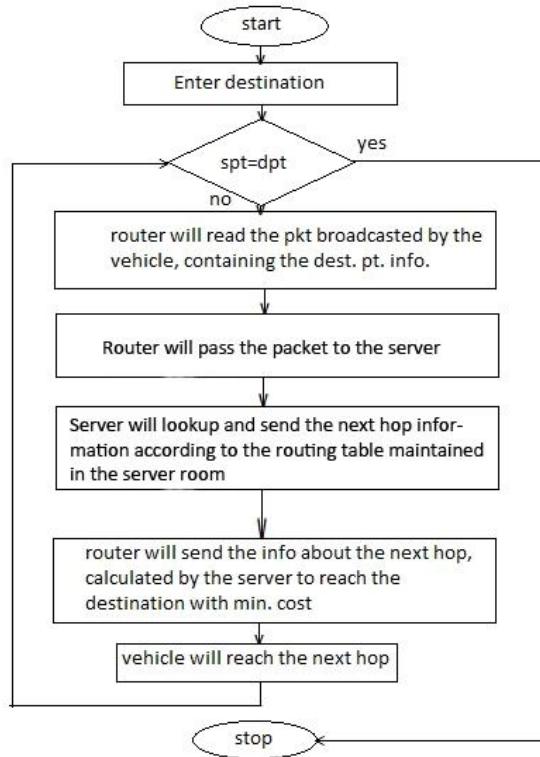 start
Enter destination
spt=dpt
yes
no
router will read the pkt broadcasted by the
vehicle, containing the dest. pt. info.
Router will pass the packet to the server
Server will lookup and send the next hop infor-
mation according to the routing table maintained
in the server room
router will send the info about the next hop,
calculated by the server to reach the
destination with min. cost
vehicle will reach the next hop
stop